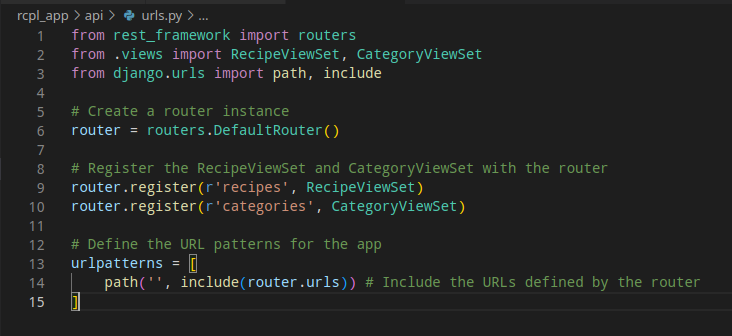 rcpl_app > api > urls.py > ...
1 from rest_framework import routers
2 from .views import RecipeViewSet, CategoryViewSet
3 from django.urls import path, include
4
5 # Create a router instance
6 router = routers.DefaultRouter()
7
8 # Register the RecipeViewSet and CategoryViewSet with the router
9 router.register(r'recipes', RecipeViewSet)
10 router.register(r'categories', CategoryViewSet)
11
12 # Define the URL patterns for the app
13 urlpatterns = [
14     path('', include(router.urls)) # Include the URLs defined by the router
15 ]